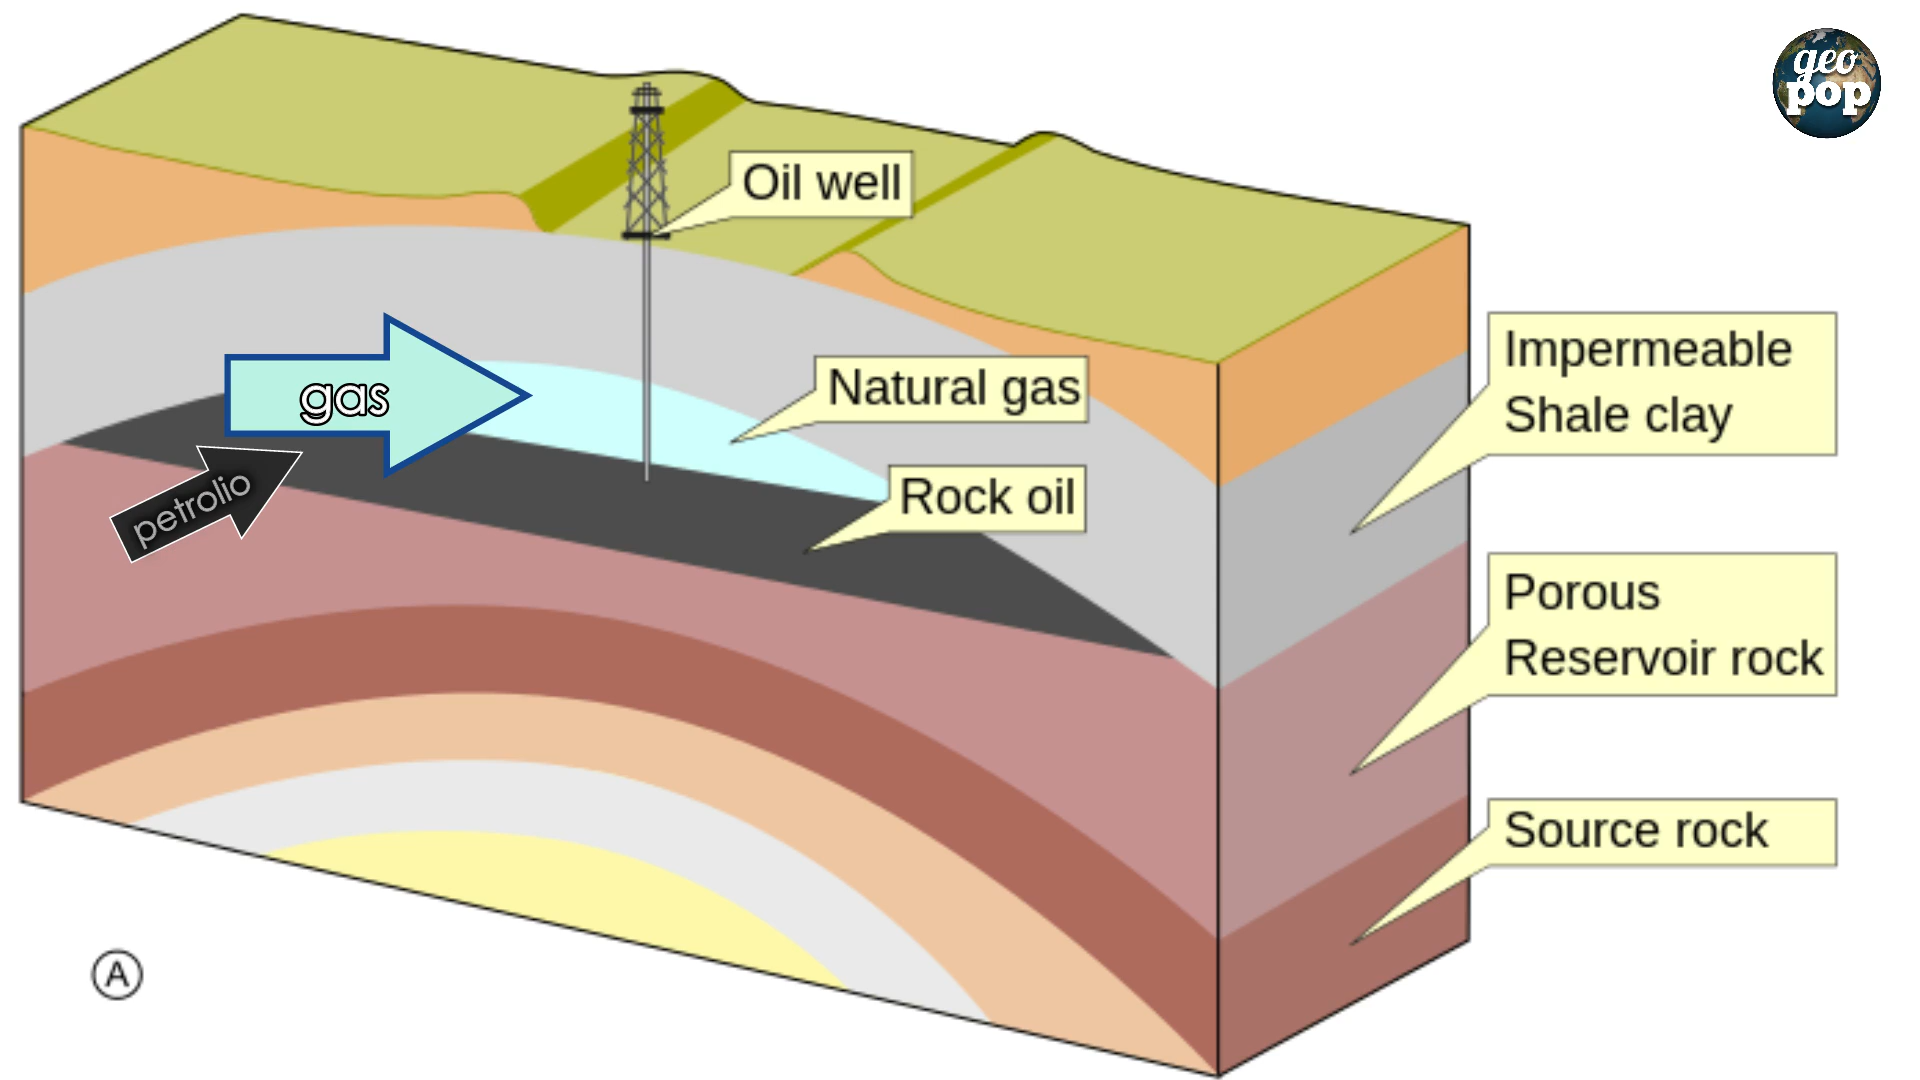 geo
pop
Oil well
Impermeable
Shale clay
gas
Natural gas
petrolio
Rock oil
Porous
Reservoir rock
Source rock
A